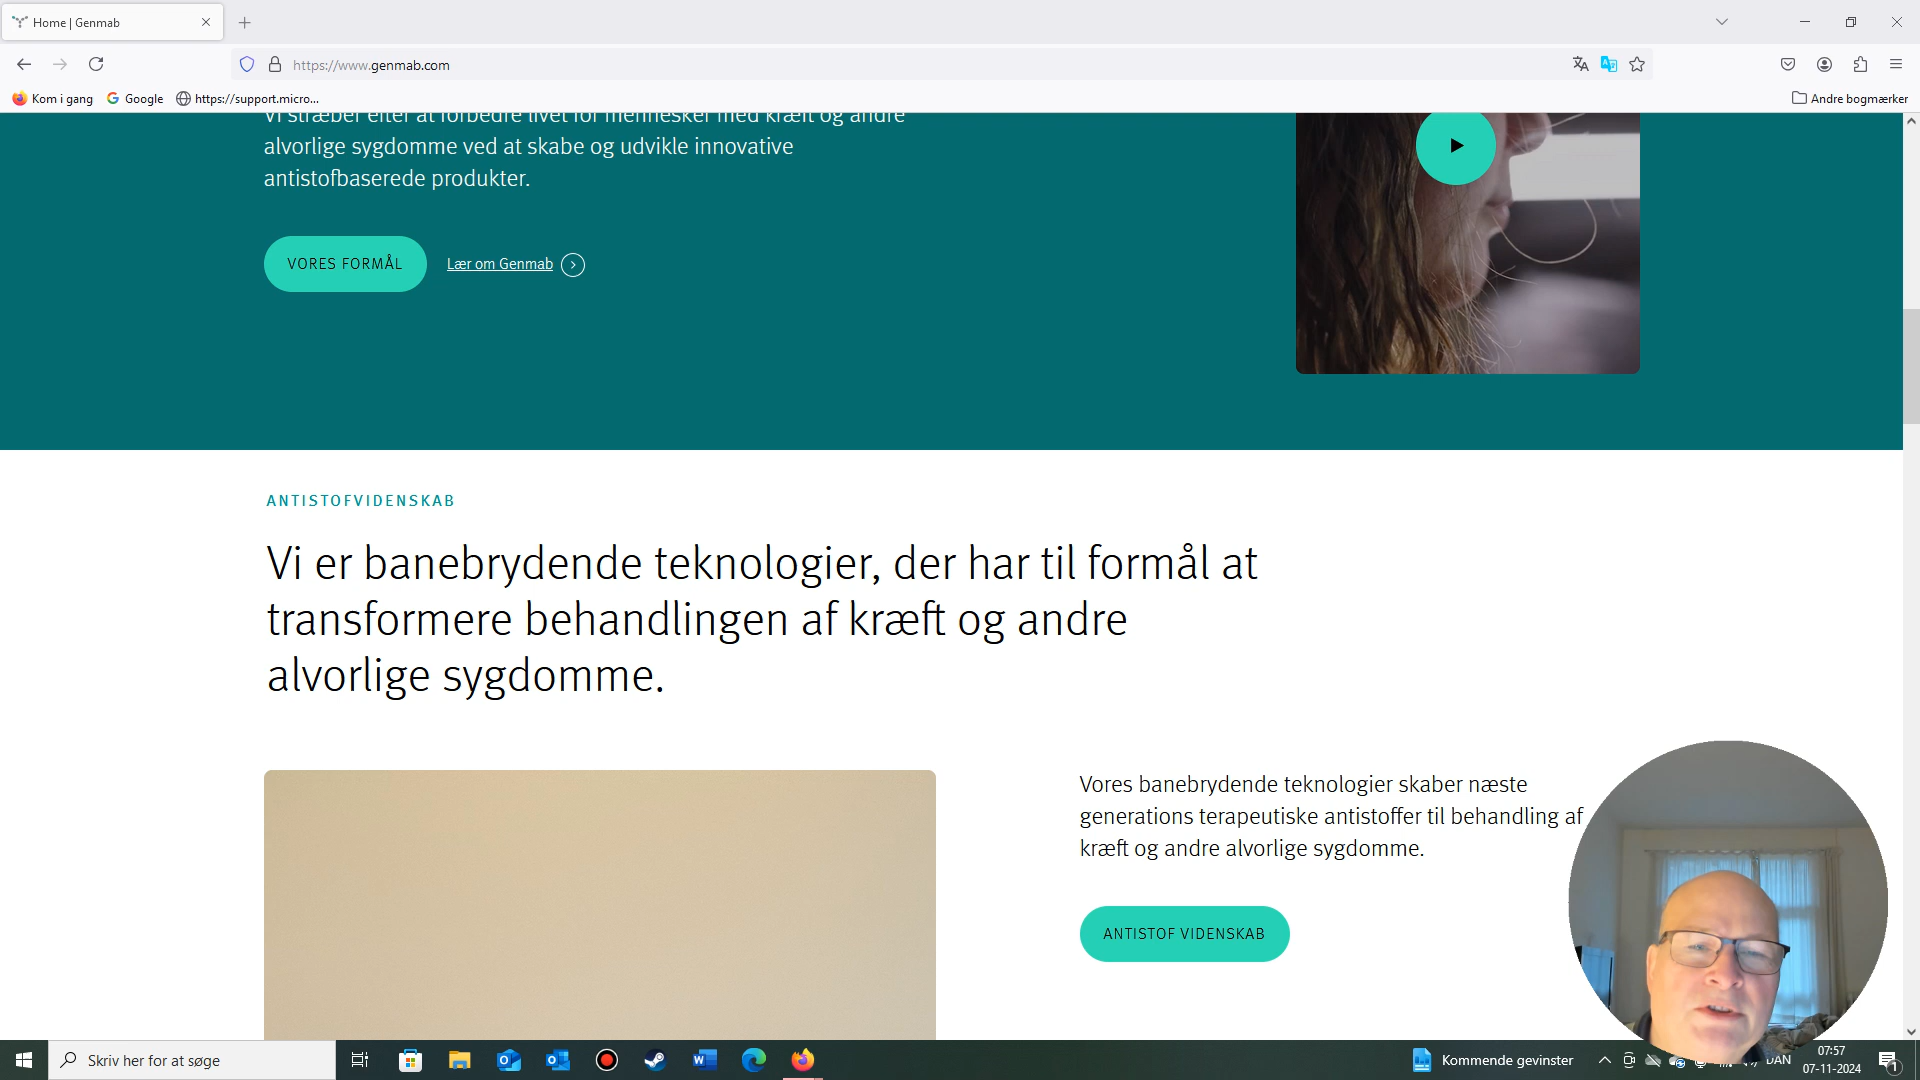 Home | Genmab
https://www.genmab.com
Kom i gang
Google
https://support.micro...
Andre bogmærker
Vi stræber efter at forbedre livet for mennesker med kræft og andre
alvorlige sygdomme ved at skabe og udvikle innovative
antistofbaserede produkter.
VORES FORMÅL
Lær om Genmab
ANTISTOFVIDENSKAB
Vi er banebrydende teknologier, der har til formål at
transformere behandlingen af kræft og andre
alvorlige sygdomme.
Vores banebrydende teknologier skaber næste
generations terapeutiske antistoffer til behandling af
kræft og andre alvorlige sygdomme.
ANTISTOF VIDENSKAB
Skriv her for at søge
Kommende gevinster
DAN
07:57
07-11-2024
1